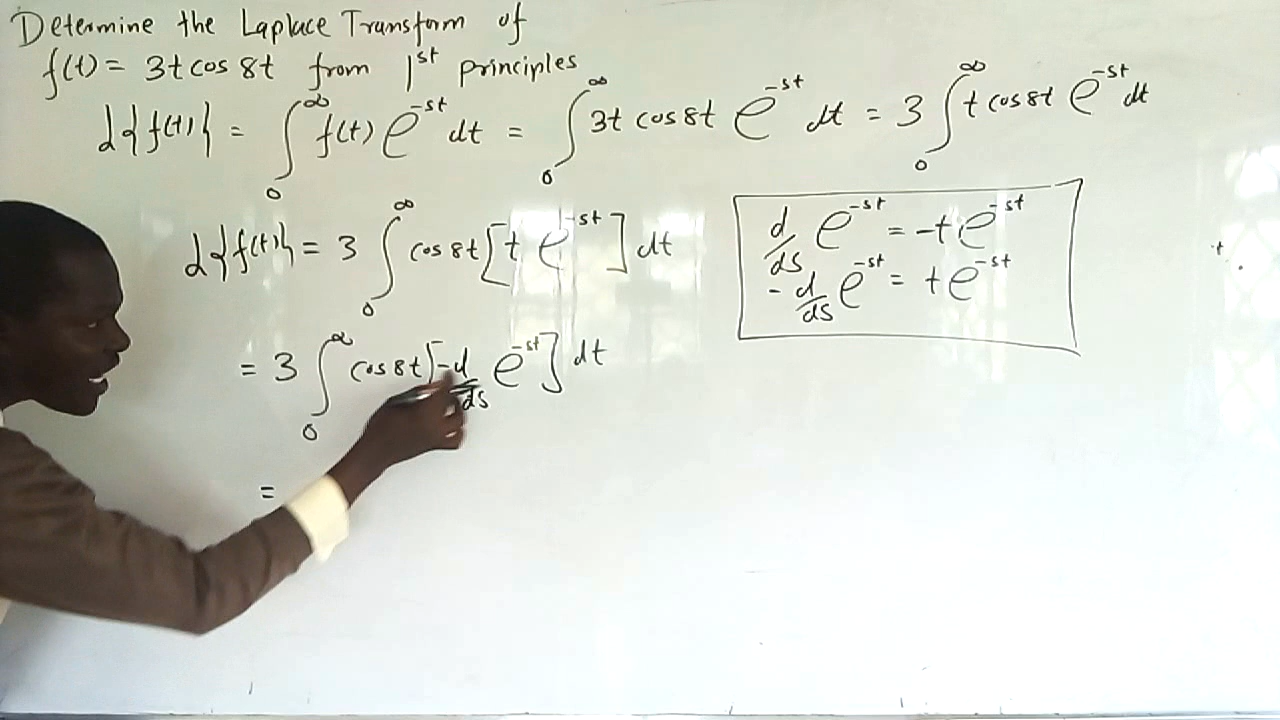 Determine the Laplace Transform of
f(t) = 3t cos 8t from 1st principles
L{f(t)} = ∫₀^∞ f(t) e^{-st} dt = ∫₀^∞ 3t cos 8t e^{-st} dt = 3 ∫₀^∞ t cos 8t e^{-st} dt
L{f(t)} = 3 ∫₀^∞ cos 8t [t e^{-st}] dt
d/ds e^{-st} = -t e^{-st}
-d/ds e^{-st} = t e^{-st}
= 3 ∫₀^∞ cos 8t [-d/ds e^{-st}] dt
=